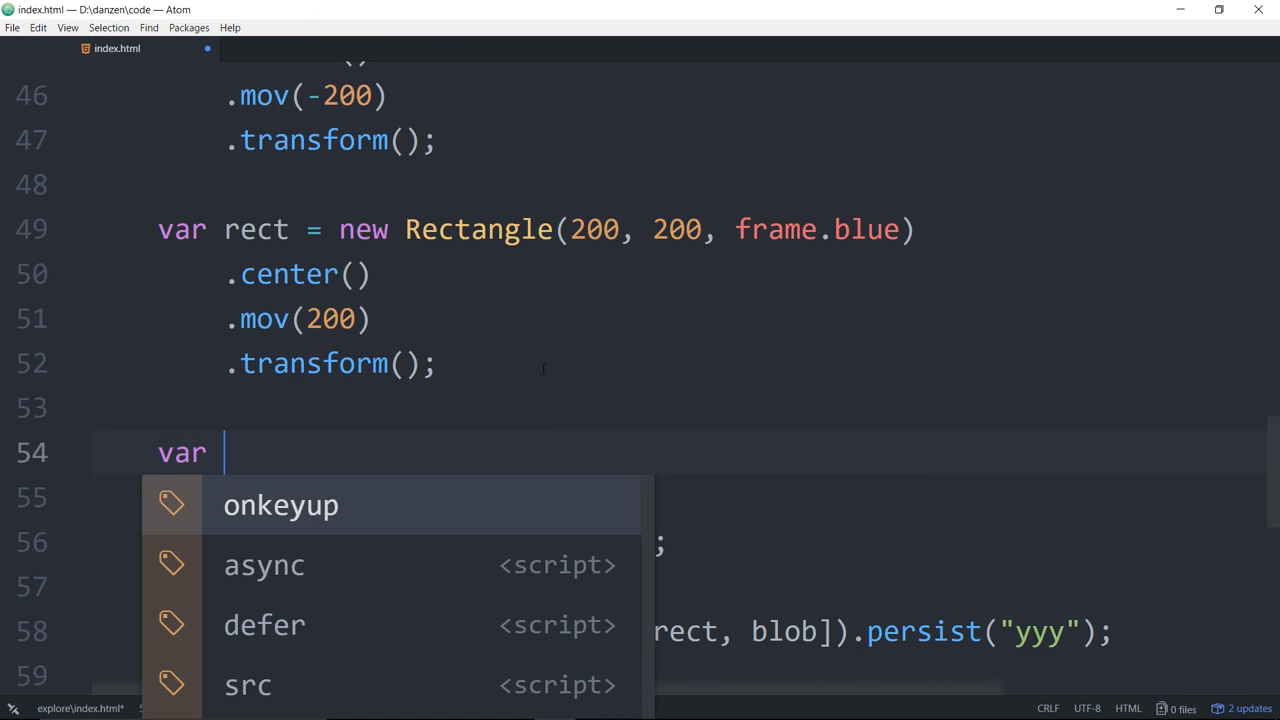 index.html — D:\danzen\code — Atom
File Edit View Selection Find Packages Help
index.html
46 .mov(-200)
47 .transform();
48
49 var rect = new Rectangle(200, 200, frame.blue)
50 .center()
51 .mov(200)
52 .transform();
53
54 var
onkeyup
55
async <script>
56 ;
57
defer <script>
58 rect, blob]).persist("yyy");
src <script>
59
explore\index.html* CRLF UTF-8 HTML 0 files 2 updates